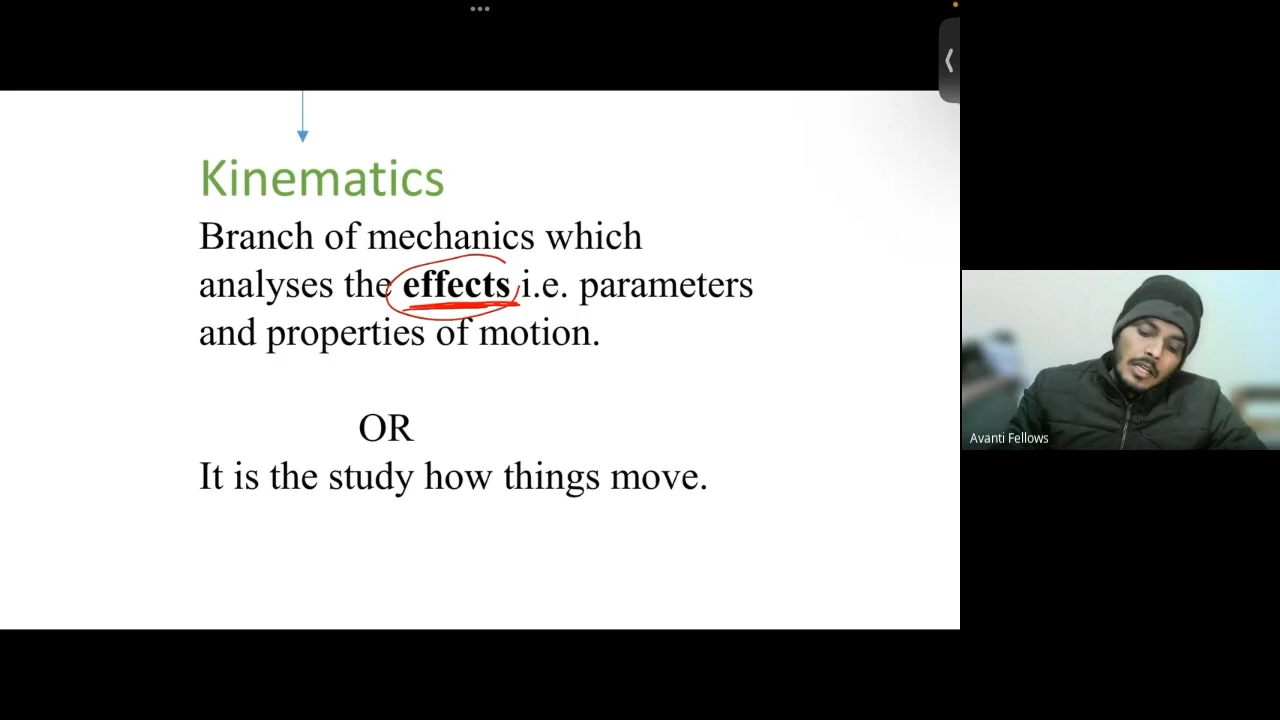 Kinematics
Branch of mechanics which
analyses the effects i.e. parameters
and properties of motion.
OR
It is the study how things move.
Avanti Fellows